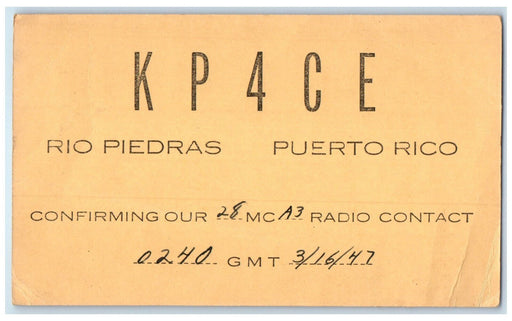 KP4CE
RIO PIEDRAS PUERTO RICO
CONFIRMING OUR 28 MC A3 RADIO CONTACT
0240 GMT 3/16/47